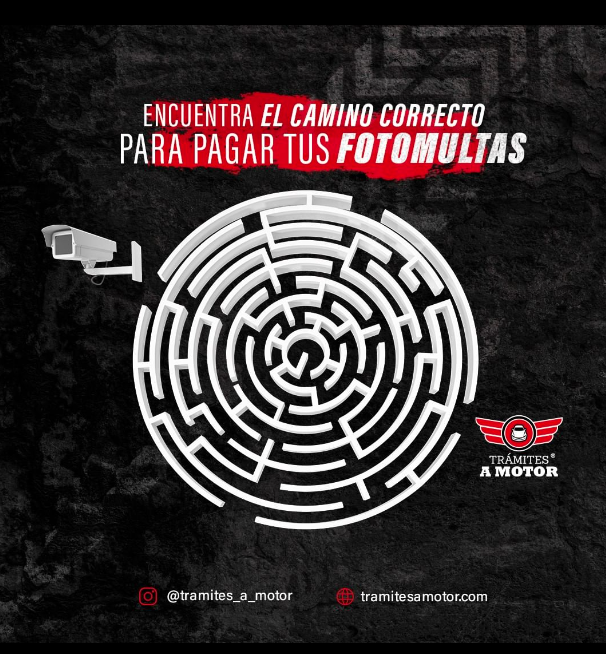 ENCUENTRA EL CAMINO CORRECTO
PARA PAGAR TUS FOTOMULTAS
TRÁMITES®
A MOTOR
@tramites_a_motor
tramitesamotor.com